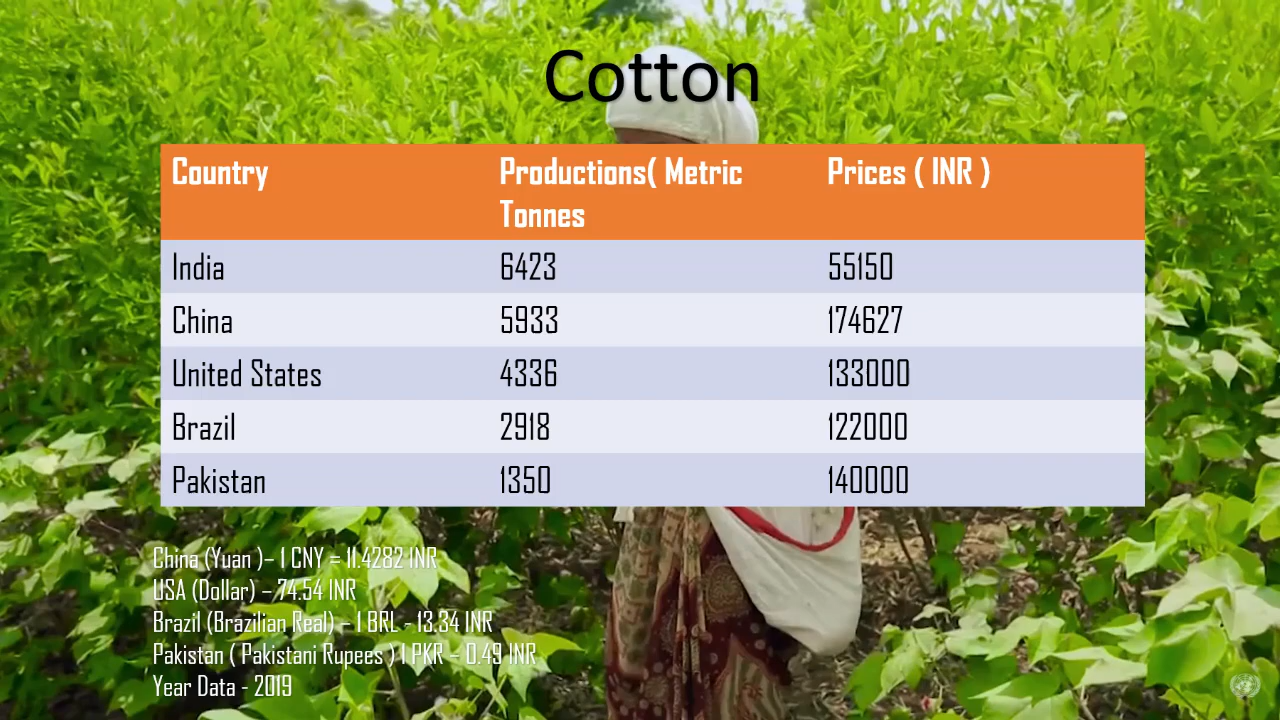 Cotton
Country Productions( Metric Tonnes Prices ( INR )
India 6423 55150
China 5933 174627
United States 4336 133000
Brazil 2918 122000
Pakistan 1350 140000
China (Yuan )– 1 CNY = 11.4282 INR
USA (Dollar) – 74.54 INR
Brazil (Brazilian Real) – 1 BRL - 13.34 INR
Pakistan ( Pakistani Rupees ) 1 PKR – 0.49 INR
Year Data - 2019